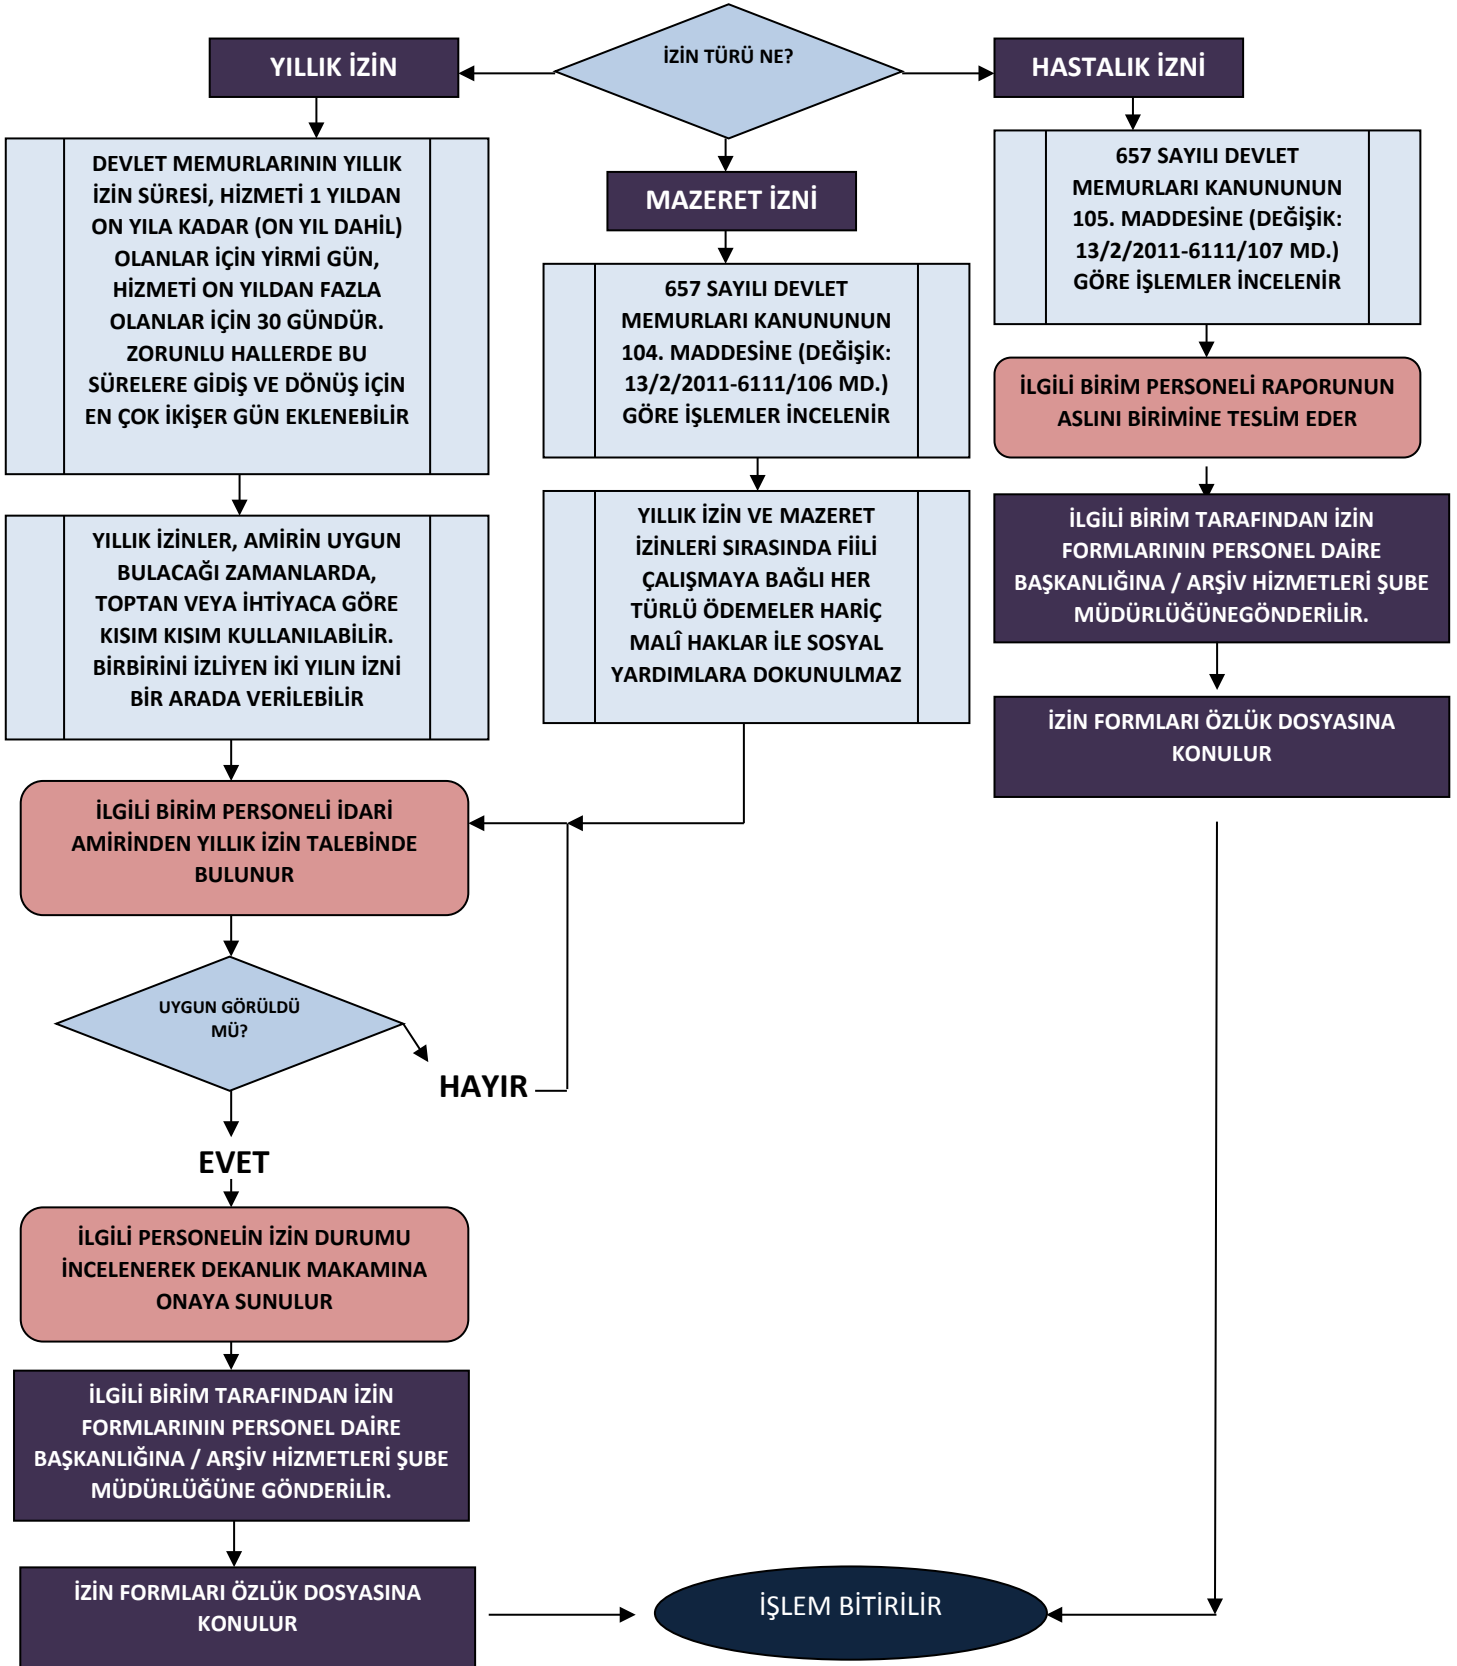 İZİN TÜRÜ NE?
YILLIK İZİN
DEVLET MEMURLARININ YILLIK
İZİN SÜRESİ, HİZMETİ 1 YILDAN
ON YILA KADAR (ON YIL DAHİL)
OLANLAR İÇİN YİRMİ GÜN,
HİZMETİ ON YILDAN FAZLA
OLANLAR İÇİN 30 GÜNDÜR.
ZORUNLU HALLERDE BU
SÜRELERE GİDİŞ VE DÖNÜŞ İÇİN
EN ÇOK İKİŞER GÜN EKLENEBİLİR
YILLIK İZİNLER, AMİRİN UYGUN
BULACAĞI ZAMANLARDA,
TOPTAN VEYA İHTİYACA GÖRE
KISIM KISIM KULLANILABİLİR.
BİRBİRİNİ İZLİYEN İKİ YILIN İZNİ
BİR ARADA VERİLEBİLİR
MAZERET İZNİ
657 SAYILI DEVLET
MEMURLARI KANUNUNUN
104. MADDESİNE (DEĞİŞİK:
13/2/2011-6111/106 MD.)
GÖRE İŞLEMLER İNCELENİR
YILLIK İZİN VE MAZERET
İZİNLERİ SIRASINDA FİİLİ
ÇALIŞMAYA BAĞLI HER
TÜRLÜ ÖDEMELER HARİÇ
MALÎ HAKLAR İLE SOSYAL
YARDIMLARA DOKUNULMAZ
HASTALIK İZNİ
657 SAYILI DEVLET
MEMURLARI KANUNUNUN
105. MADDESİNE (DEĞİŞİK:
13/2/2011-6111/107 MD.)
GÖRE İŞLEMLER İNCELENİR
İLGİLİ BİRİM PERSONELİ RAPORUNUN
ASLINI BİRİMİNE TESLİM EDER
İLGİLİ BİRİM TARAFINDAN İZİN
FORMLARININ PERSONEL DAİRE
BAŞKANLIĞINA / ARŞİV HİZMETLERİ ŞUBE
MÜDÜRLÜĞÜNEGÖNDERİLİR.
İZİN FORMLARI ÖZLÜK DOSYASINA
KONULUR
İLGİLİ BİRİM PERSONELİ İDARİ
AMİRİNDEN YILLIK İZİN TALEBİNDE
BULUNUR
UYGUN GÖRÜLDÜ
MÜ?
HAYIR
EVET
İLGİLİ PERSONELİN İZİN DURUMU
İNCELENEREK DEKANLIK MAKAMINA
ONAYA SUNULUR
İLGİLİ BİRİM TARAFINDAN İZİN
FORMLARININ PERSONEL DAİRE
BAŞKANLIĞINA / ARŞİV HİZMETLERİ ŞUBE
MÜDÜRLÜĞÜNE GÖNDERİLİR.
İZİN FORMLARI ÖZLÜK DOSYASINA
KONULUR
İŞLEM BİTİRİLİR